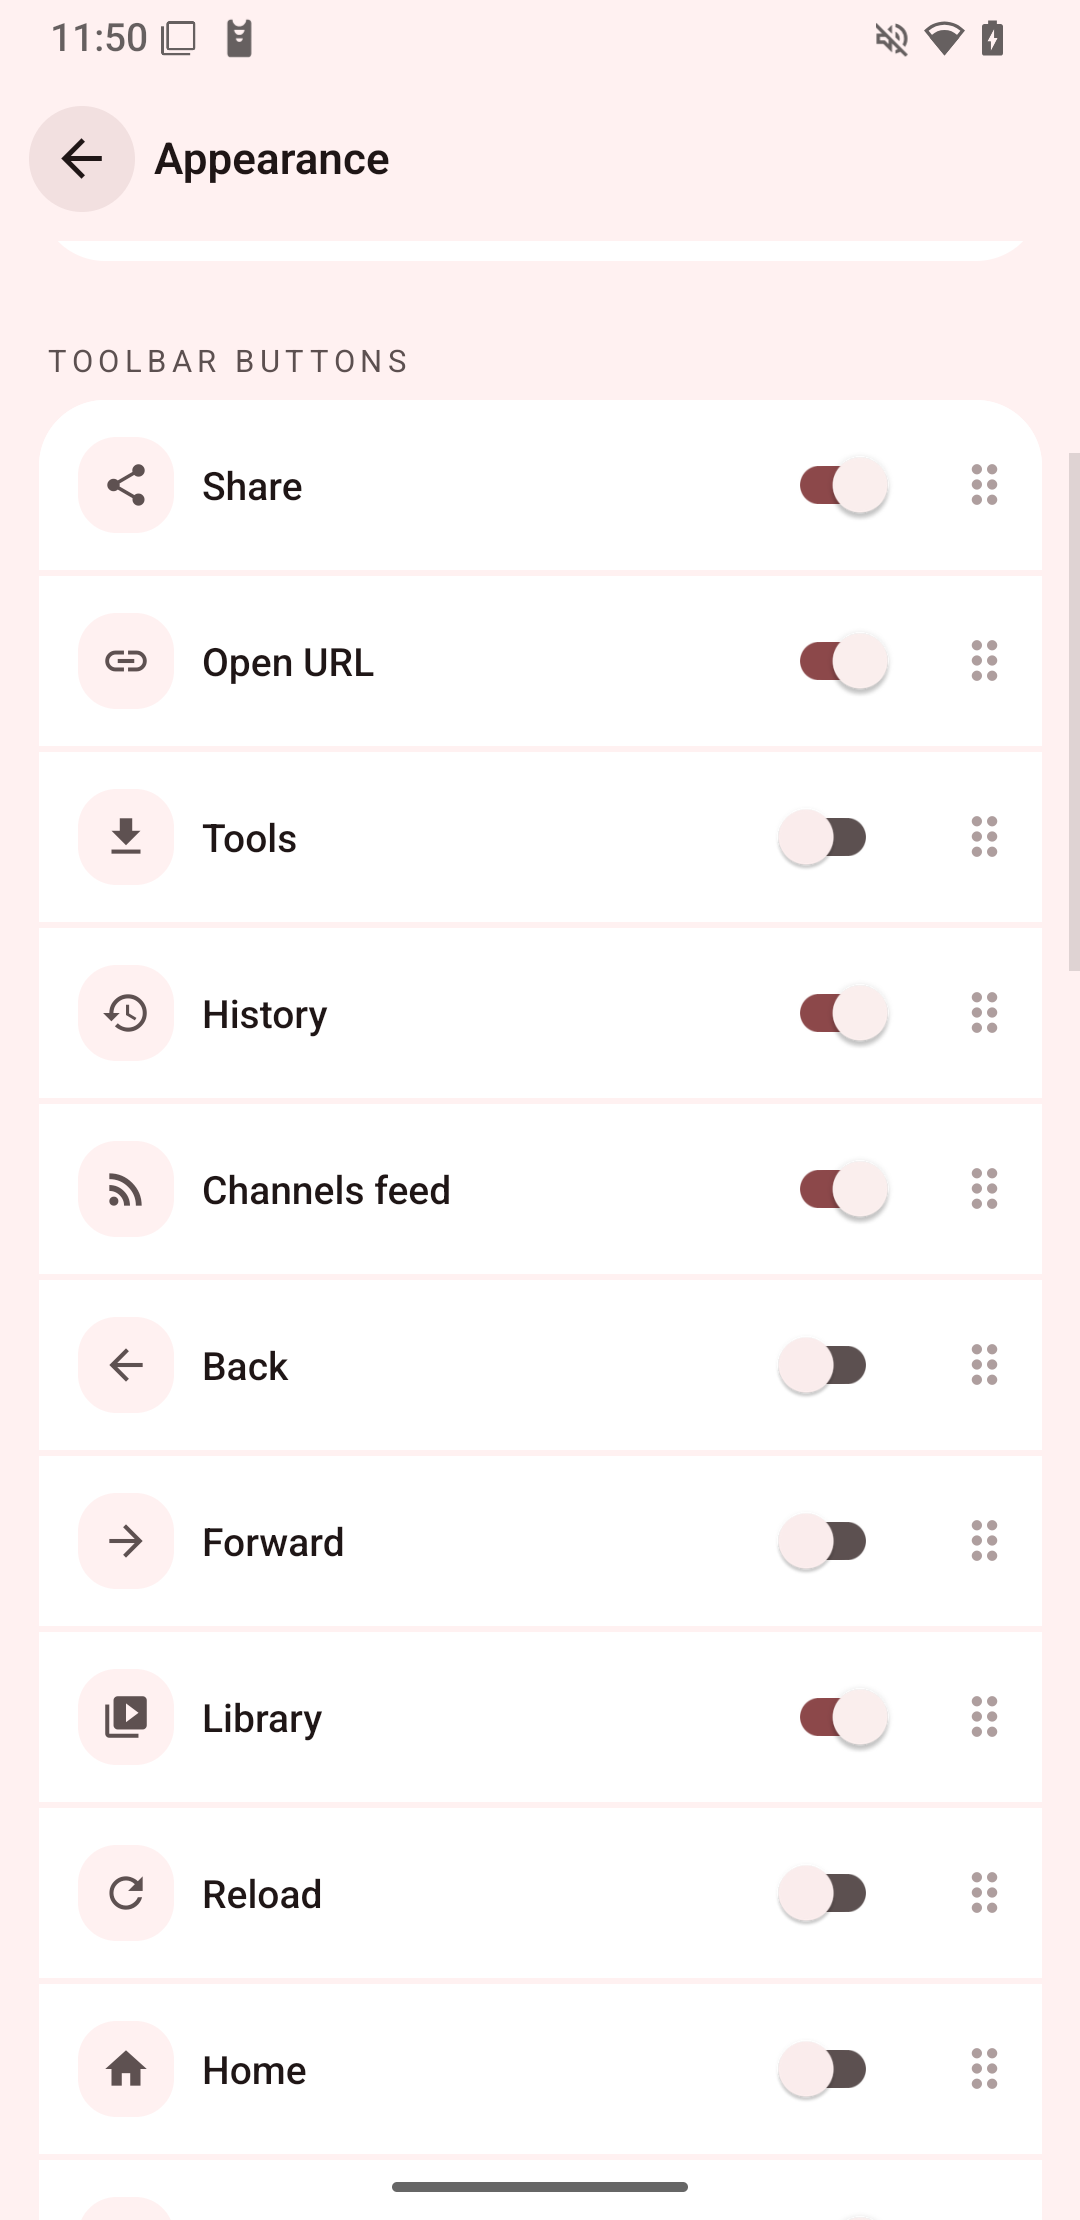 11:50
Appearance
TOOLBAR BUTTONS
Share
Open URL
Tools
History
Channels feed
Back
Forward
Library
Reload
Home